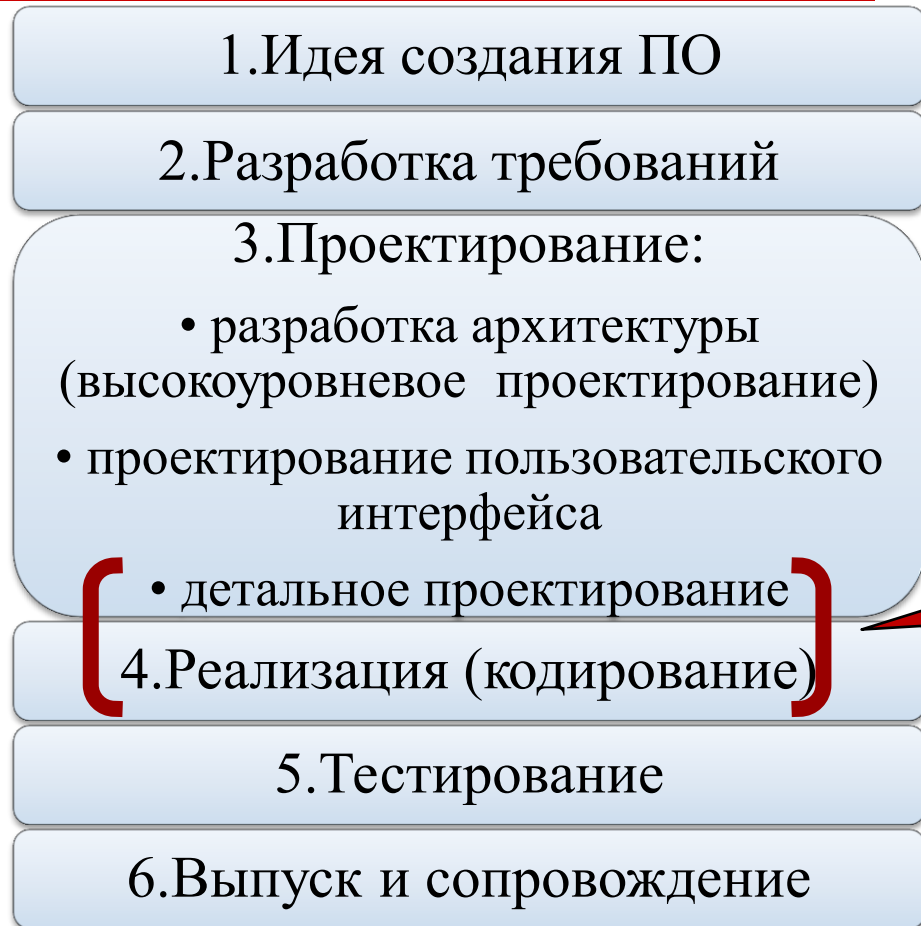 1.Идея создания ПО
2.Разработка требований
3.Проектирование:
• разработка архитектуры
(высокоуровневое проектирование)
• проектирование пользовательского
интерфейса
• детальное проектирование
4.Реализация (кодирование)
5.Тестирование
6.Выпуск и сопровождение